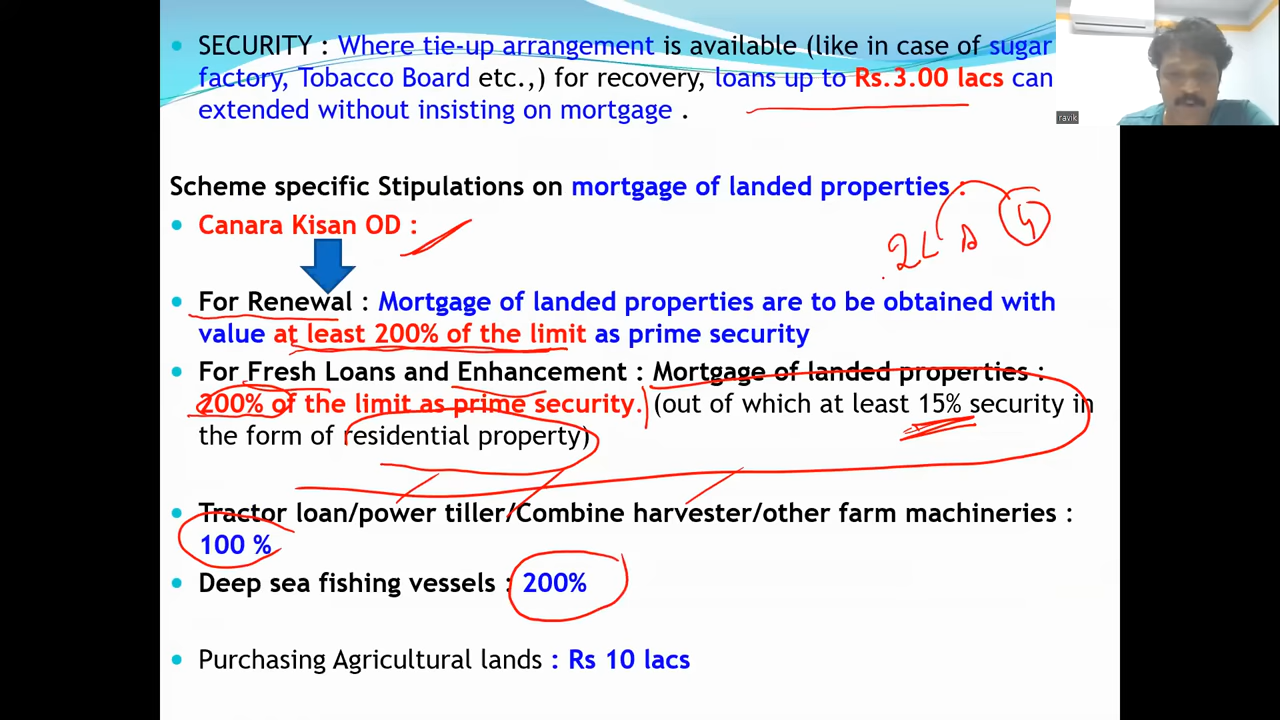 SECURITY : Where tie-up arrangement is available (like in case of sugar
factory, Tobacco Board etc.,) for recovery, loans up to Rs.3.00 lacs can
extended without insisting on mortgage .
ravik
Scheme specific Stipulations on mortgage of landed properties :
Canara Kisan OD :
2L
4
For Renewal : Mortgage of landed properties are to be obtained with
value at least 200% of the limit as prime security
For Fresh Loans and Enhancement : Mortgage of landed properties :
200% of the limit as prime security. (out of which at least 15% security in
the form of residential property)
Tractor loan/power tiller/Combine harvester/other farm machineries :
100 %
Deep sea fishing vessels : 200%
Purchasing Agricultural lands : Rs 10 lacs